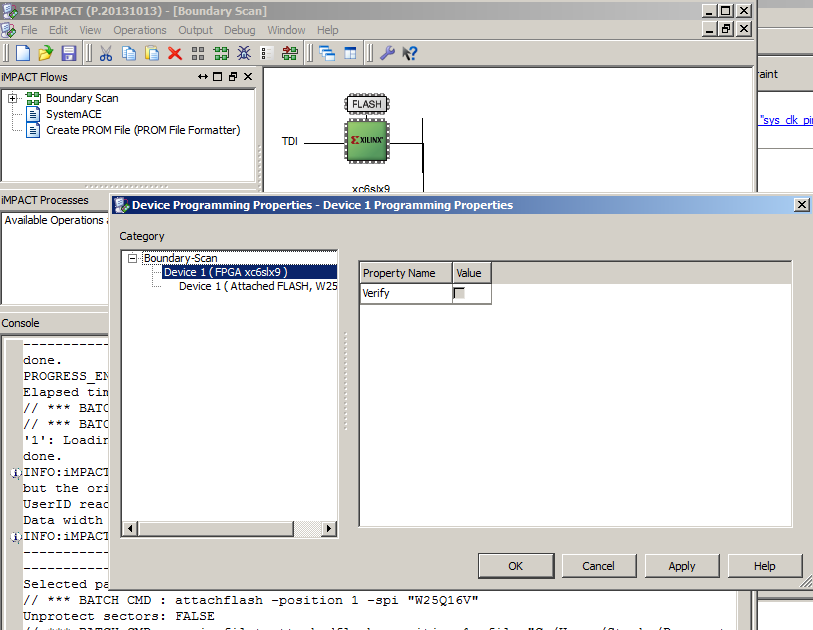 ISE iMPACT (P.20131013) - [Boundary Scan]
File Edit View Operations Output Debug Window Help
iMPACT Flows
Boundary Scan
SystemACE
Create PROM File (PROM File Formatter)
FLASH
TDI
XILINX
xc6slx9
raint
"sys_clk_pin
iMPACT Processes
Available Operations
Device Programming Properties - Device 1 Programming Properties
Category
Boundary-Scan
Device 1 ( FPGA xc6slx9 )
Device 1 ( Attached FLASH, W25
Property Name Value
Verify
OK Cancel Apply Help
Console
------------
done.
PROGRESS_EN
Elapsed tim
// *** BATC
// *** BATC
'1': Loadin
done.
INFO:iMPACT
but the ori
UserID read
Data width
INFO:iMPACT
------------
------------
Selected pa
// *** BATCH CMD : attachflash -position 1 -spi "W25Q16V"
Unprotect sectors: FALSE